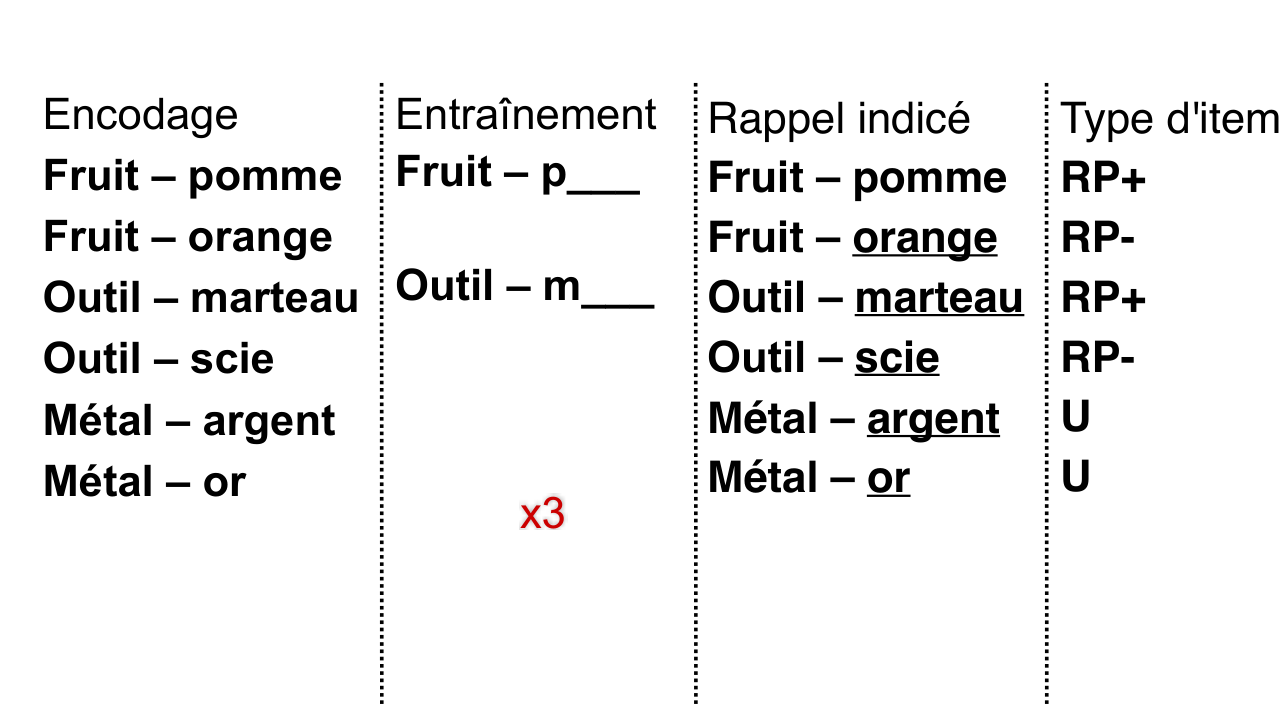 Encodage
Fruit – pomme
Fruit – orange
Outil – marteau
Outil – scie
Métal – argent
Métal – or
Entraînement
Fruit – p___
Outil – m___
x3
Rappel indicé
Fruit – pomme
Fruit – orange
Outil – marteau
Outil – scie
Métal – argent
Métal – or
Type d'item
RP+
RP-
RP+
RP-
U
U